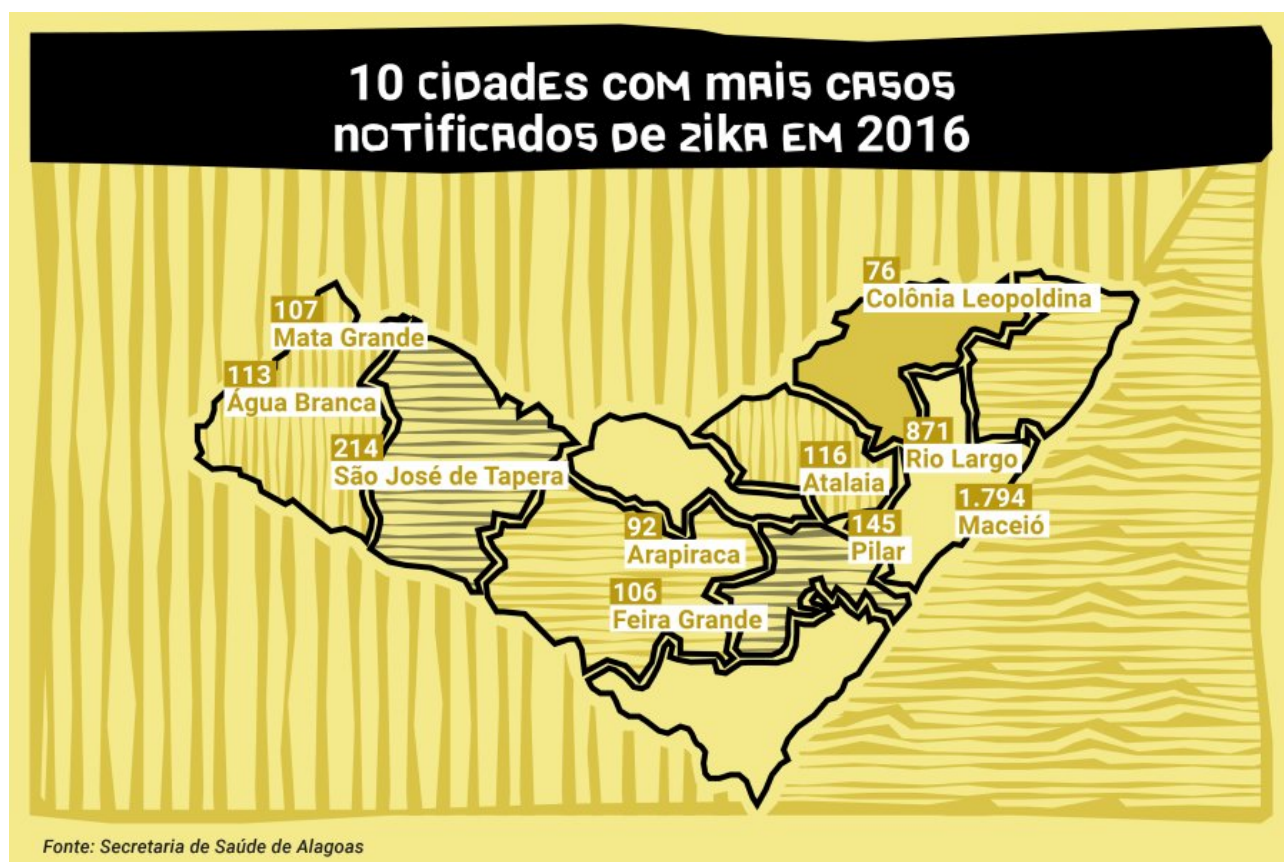 10 cidades com mais casos
notificados de zika em 2016
76
Colônia Leopoldina
107
Mata Grande
113
Água Branca
214
São José de Tapera
871
Rio Largo
116
Atalaia
1.794
Maceió
92
Arapiraca
145
Pilar
106
Feira Grande
Fonte: Secretaria de Saúde de Alagoas